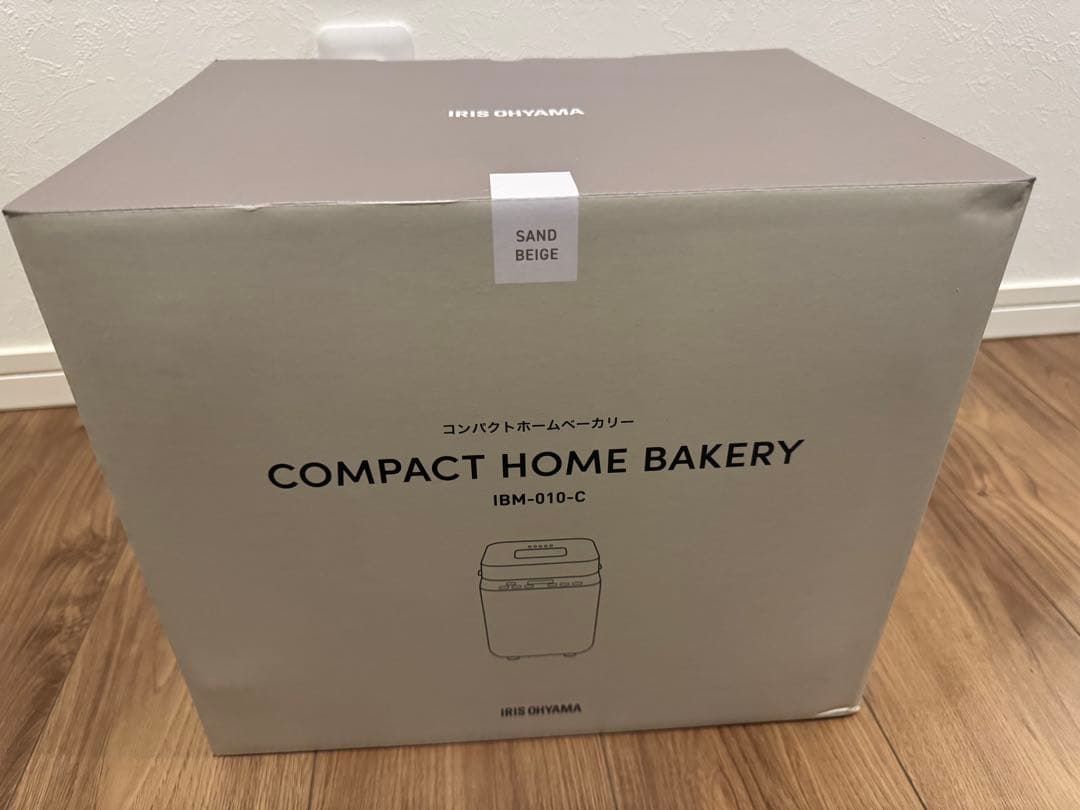 IRIS OHYAMA
SAND
BEIGE
コンパクトホームベーカリー
COMPACT HOME BAKERY
IBM-010-C
IRIS OHYAMA